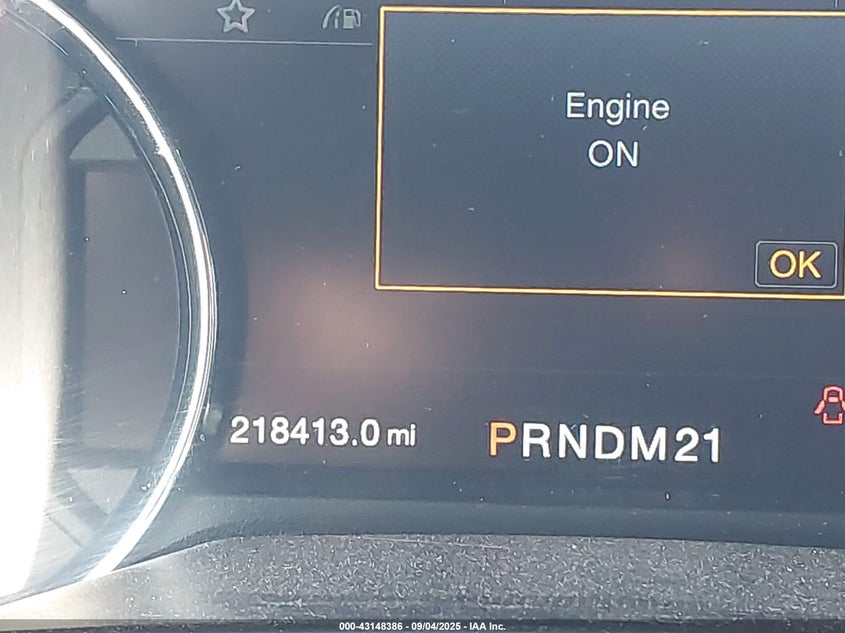 Engine
ON
OK
218413.0 mi
PRNDM21
000-43148386 - 09/04/2025 - IAA Inc.